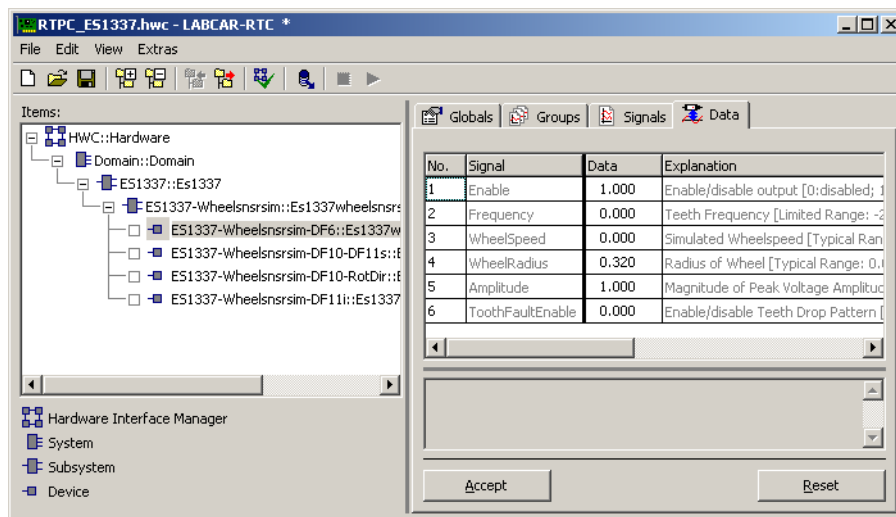 RTPC_ES1337.hwc - LABCAR-RTC *
File Edit View Extras
Items:
HWC::Hardware
Domain::Domain
ES1337::Es1337
ES1337-Wheelsnsrsim::Es1337wheelsnsrs
ES1337-Wheelsnsrsim-DF6::Es1337w
ES1337-Wheelsnsrsim-DF10-DF11s::E
ES1337-Wheelsnsrsim-DF10-RotDir::E
ES1337-Wheelsnsrsim-DF11i::Es1337
Hardware Interface Manager
System
Subsystem
Device
Globals Groups Signals Data
No. Signal Data Explanation
1 Enable 1.000 Enable/disable output [0:disabled; 1
2 Frequency 0.000 Teeth Frequency [Limited Range: -2
3 WheelSpeed 0.000 Simulated Wheelspeed [Typical Ran
4 WheelRadius 0.320 Radius of Wheel [Typical Range: 0.0
5 Amplitude 1.000 Magnitude of Peak Voltage Amplitud
6 ToothFaultEnable 0.000 Enable/disable Teeth Drop Pattern [
Accept Reset